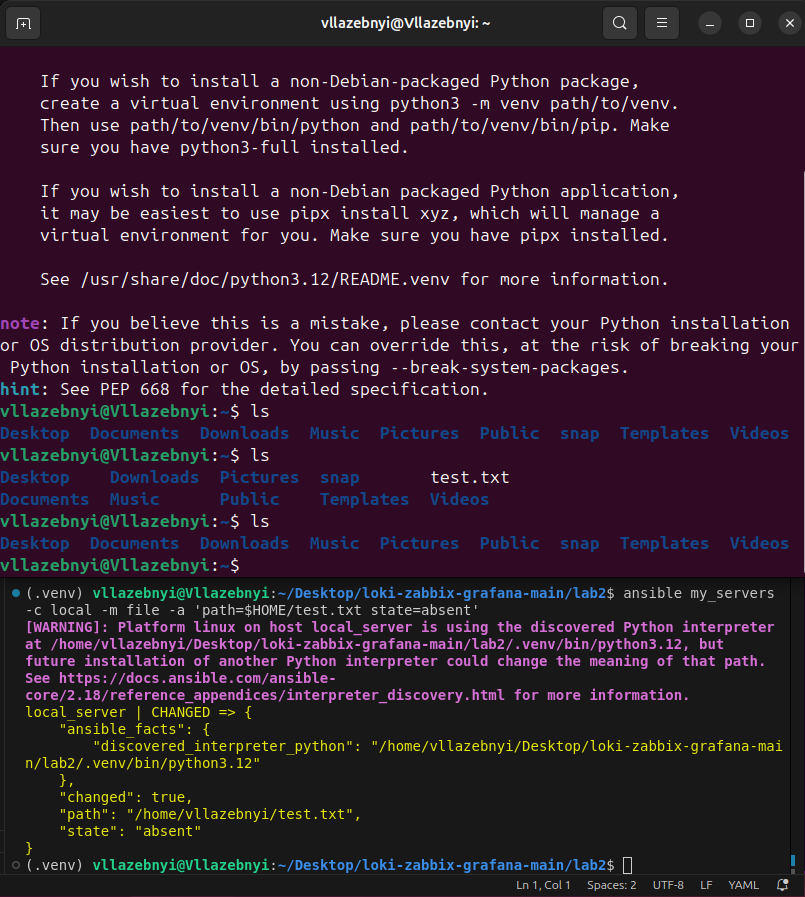 vllazebnyi@Vllazebnyi: ~
If you wish to install a non-Debian-packaged Python package,
create a virtual environment using python3 -m venv path/to/venv.
Then use path/to/venv/bin/python and path/to/venv/bin/pip. Make
sure you have python3-full installed.
If you wish to install a non-Debian packaged Python application,
it may be easiest to use pipx install xyz, which will manage a
virtual environment for you. Make sure you have pipx installed.
See /usr/share/doc/python3.12/README.venv for more information.
note: If you believe this is a mistake, please contact your Python installation
or OS distribution provider. You can override this, at the risk of breaking your
Python installation or OS, by passing --break-system-packages.
hint: See PEP 668 for the detailed specification.
vllazebnyi@Vllazebnyi:~$ ls
Desktop  Documents  Downloads  Music  Pictures  Public  snap  Templates  Videos
vllazebnyi@Vllazebnyi:~$ ls
Desktop    Downloads  Pictures  snap       test.txt
Documents  Music      Public    Templates  Videos
vllazebnyi@Vllazebnyi:~$ ls
Desktop  Documents  Downloads  Music  Pictures  Public  snap  Templates  Videos
vllazebnyi@Vllazebnyi:~$
(.venv) vllazebnyi@Vllazebnyi:~/Desktop/loki-zabbix-grafana-main/lab2$ ansible my_servers
-c local -m file -a 'path=$HOME/test.txt state=absent'
[WARNING]: Platform linux on host local_server is using the discovered Python interpreter
at /home/vllazebnyi/Desktop/loki-zabbix-grafana-main/lab2/.venv/bin/python3.12, but
future installation of another Python interpreter could change the meaning of that path.
See https://docs.ansible.com/ansible-
core/2.18/reference_appendices/interpreter_discovery.html for more information.
local_server | CHANGED => {
    "ansible_facts": {
        "discovered_interpreter_python": "/home/vllazebnyi/Desktop/loki-zabbix-grafana-mai
n/lab2/.venv/bin/python3.12"
    },
    "changed": true,
    "path": "/home/vllazebnyi/test.txt",
    "state": "absent"
}
(.venv) vllazebnyi@Vllazebnyi:~/Desktop/loki-zabbix-grafana-main/lab2$
Ln 1, Col 1  Spaces: 2  UTF-8  LF  YAML